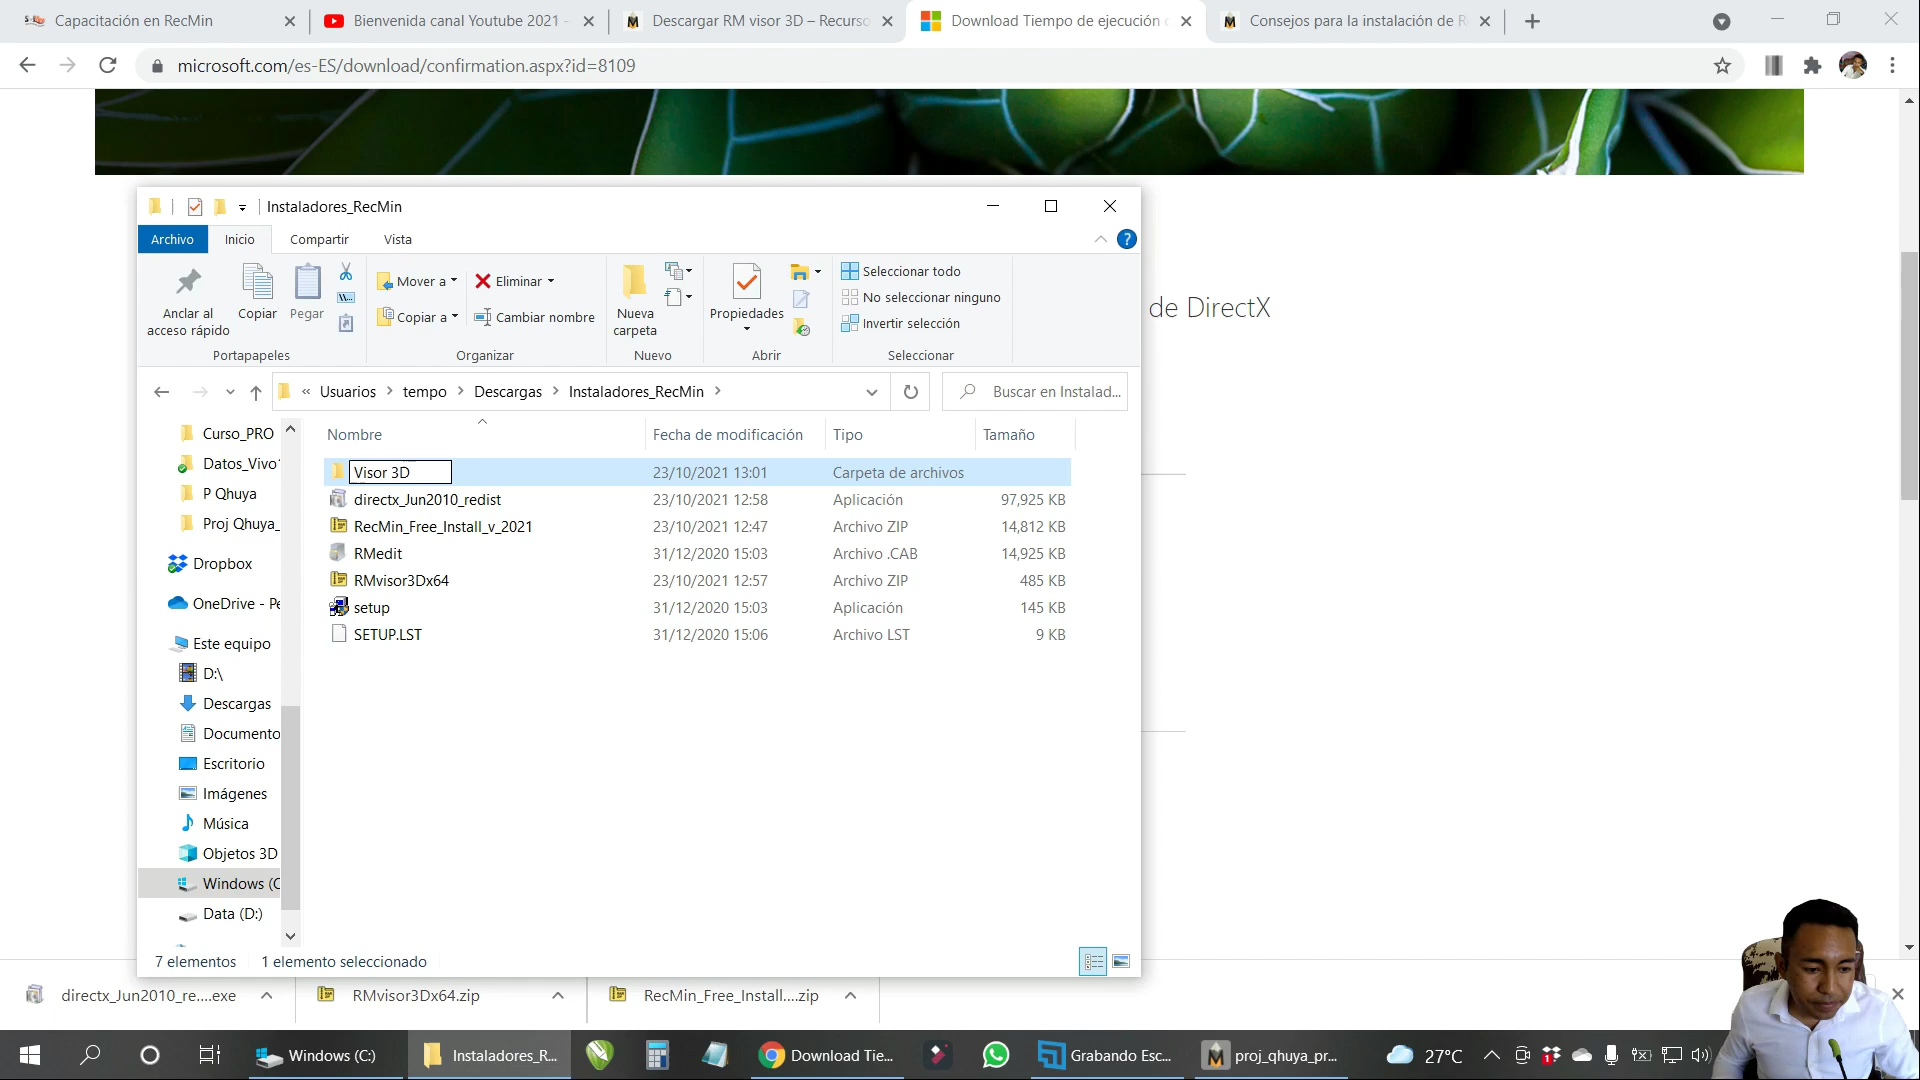 Capacitación en RecMin
Bienvenida canal Youtube 2021 -
Descargar RM visor 3D – Recurso
Download Tiempo de ejecución
Consejos para la instalación de R
microsoft.com/es-ES/download/confirmation.aspx?id=8109
de DirectX
Instaladores_RecMin
Archivo
Inicio
Compartir
Vista
Anclar al
acceso rápido
Copiar
Pegar
Mover a
Copiar a
Eliminar
Cambiar nombre
Nueva
carpeta
Propiedades
Seleccionar todo
No seleccionar ninguno
Invertir selección
Portapapeles
Organizar
Nuevo
Abrir
Seleccionar
« Usuarios > tempo > Descargas > Instaladores_RecMin >
Buscar en Instalad...
Nombre
Fecha de modificación
Tipo
Tamaño
Visor 3D 23/10/2021 13:01 Carpeta de archivos
directx_Jun2010_redist 23/10/2021 12:58 Aplicación 97,925 KB
RecMin_Free_Install_v_2021 23/10/2021 12:47 Archivo ZIP 14,812 KB
RMedit 31/12/2020 15:03 Archivo .CAB 14,925 KB
RMvisor3Dx64 23/10/2021 12:57 Archivo ZIP 485 KB
setup 31/12/2020 15:03 Aplicación 145 KB
SETUP.LST 31/12/2020 15:06 Archivo LST 9 KB
Curso_PRO
Datos_Vivo
P Qhuya
Proj Qhuya_
Dropbox
OneDrive - Pe
Este equipo
D:\
Descargas
Documento
Escritorio
Imágenes
Música
Objetos 3D
Windows (C
Data (D:)
7 elementos
1 elemento seleccionado
directx_Jun2010_re....exe
RMvisor3Dx64.zip
RecMin_Free_Install....zip
Windows (C:)
Instaladores_R...
Download Tie...
Grabando Esc...
proj_qhuya_pr...
27°C
1